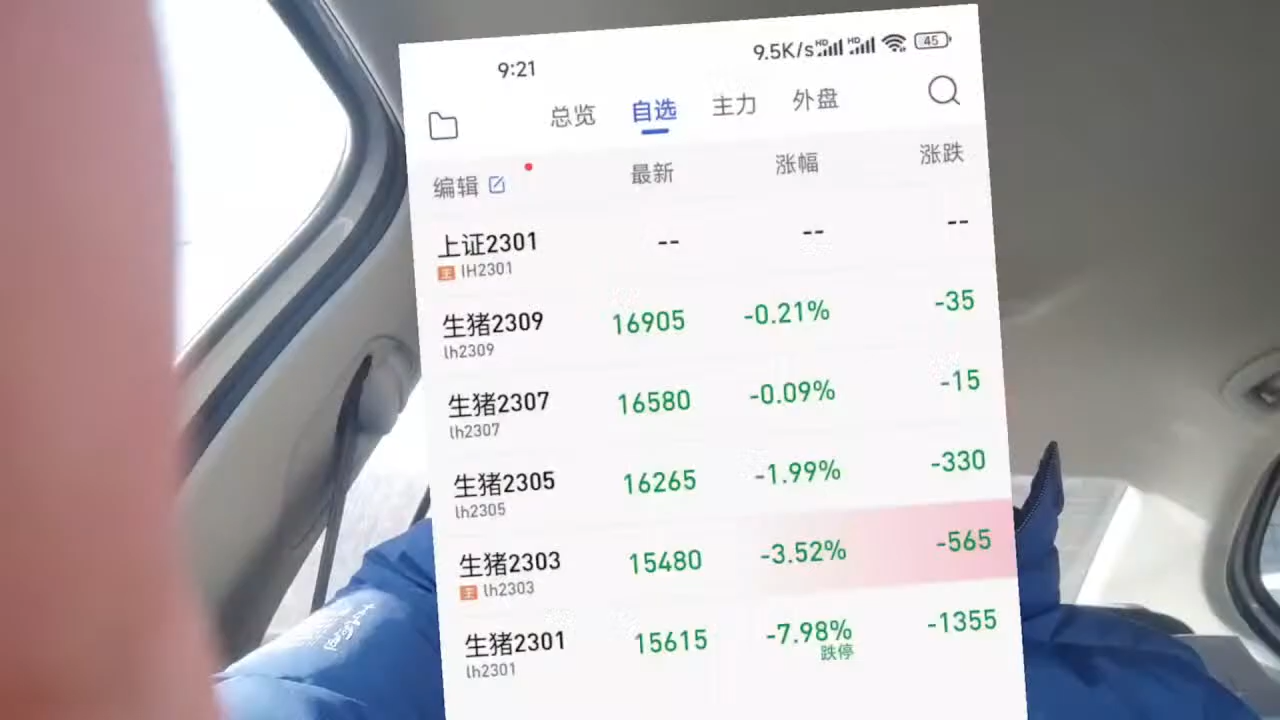 9:21 9.5K/s HD HD 45
总览 自选 主力 外盘
编辑 最新 涨幅 涨跌
上证2301 -- -- --
主 IH2301
生猪2309 16905 -0.21% -35
lh2309
生猪2307 16580 -0.09% -15
lh2307
生猪2305 16265 -1.99% -330
lh2305
生猪2303 15480 -3.52% -565
主 lh2303
生猪2301 15615 -7.98% -1355
lh2301 跌停